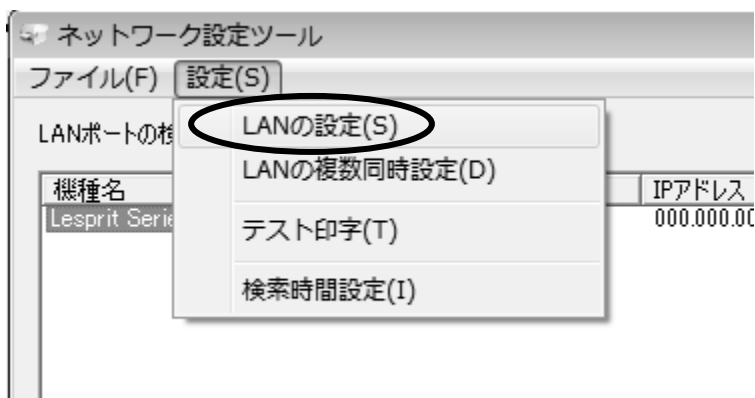 ネットワーク設定ツール
ファイル(F) 設定(S)
LANポートの検
LANの設定(S)
LANの複数同時設定(D)
機種名 IPアドレス
Lesprit Serie 000.000.00
テスト印字(T)
検索時間設定(I)